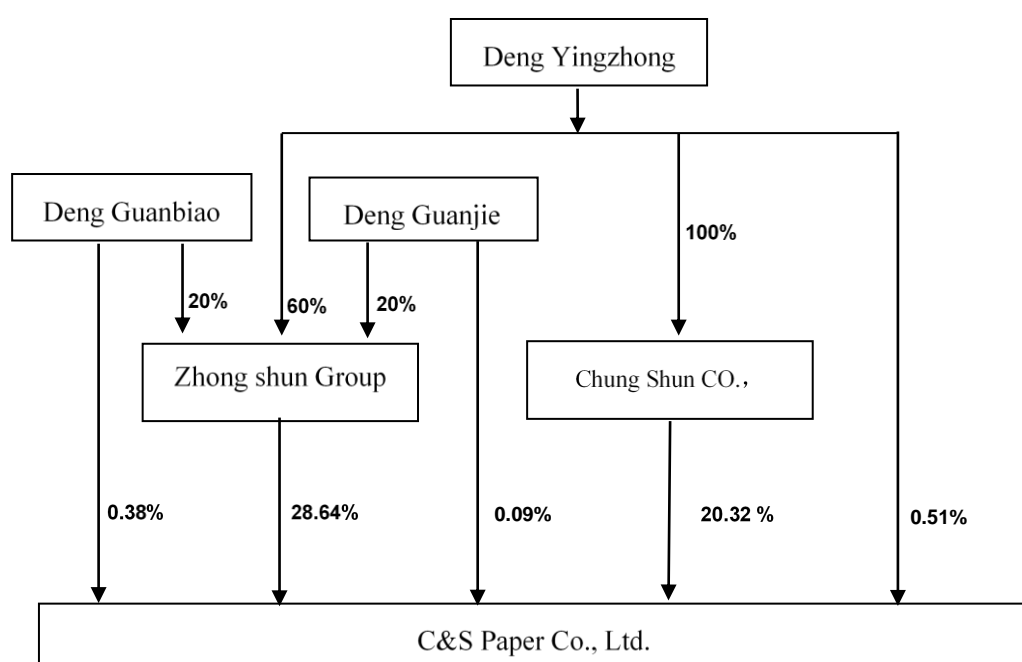 Deng Yingzhong
Deng Guanbiao
Deng Guanjie
100%
20%
60%
20%
Zhong shun Group
Chung Shun CO.，
0.38%
28.64%
0.09%
20.32 %
0.51%
C&S Paper Co., Ltd.